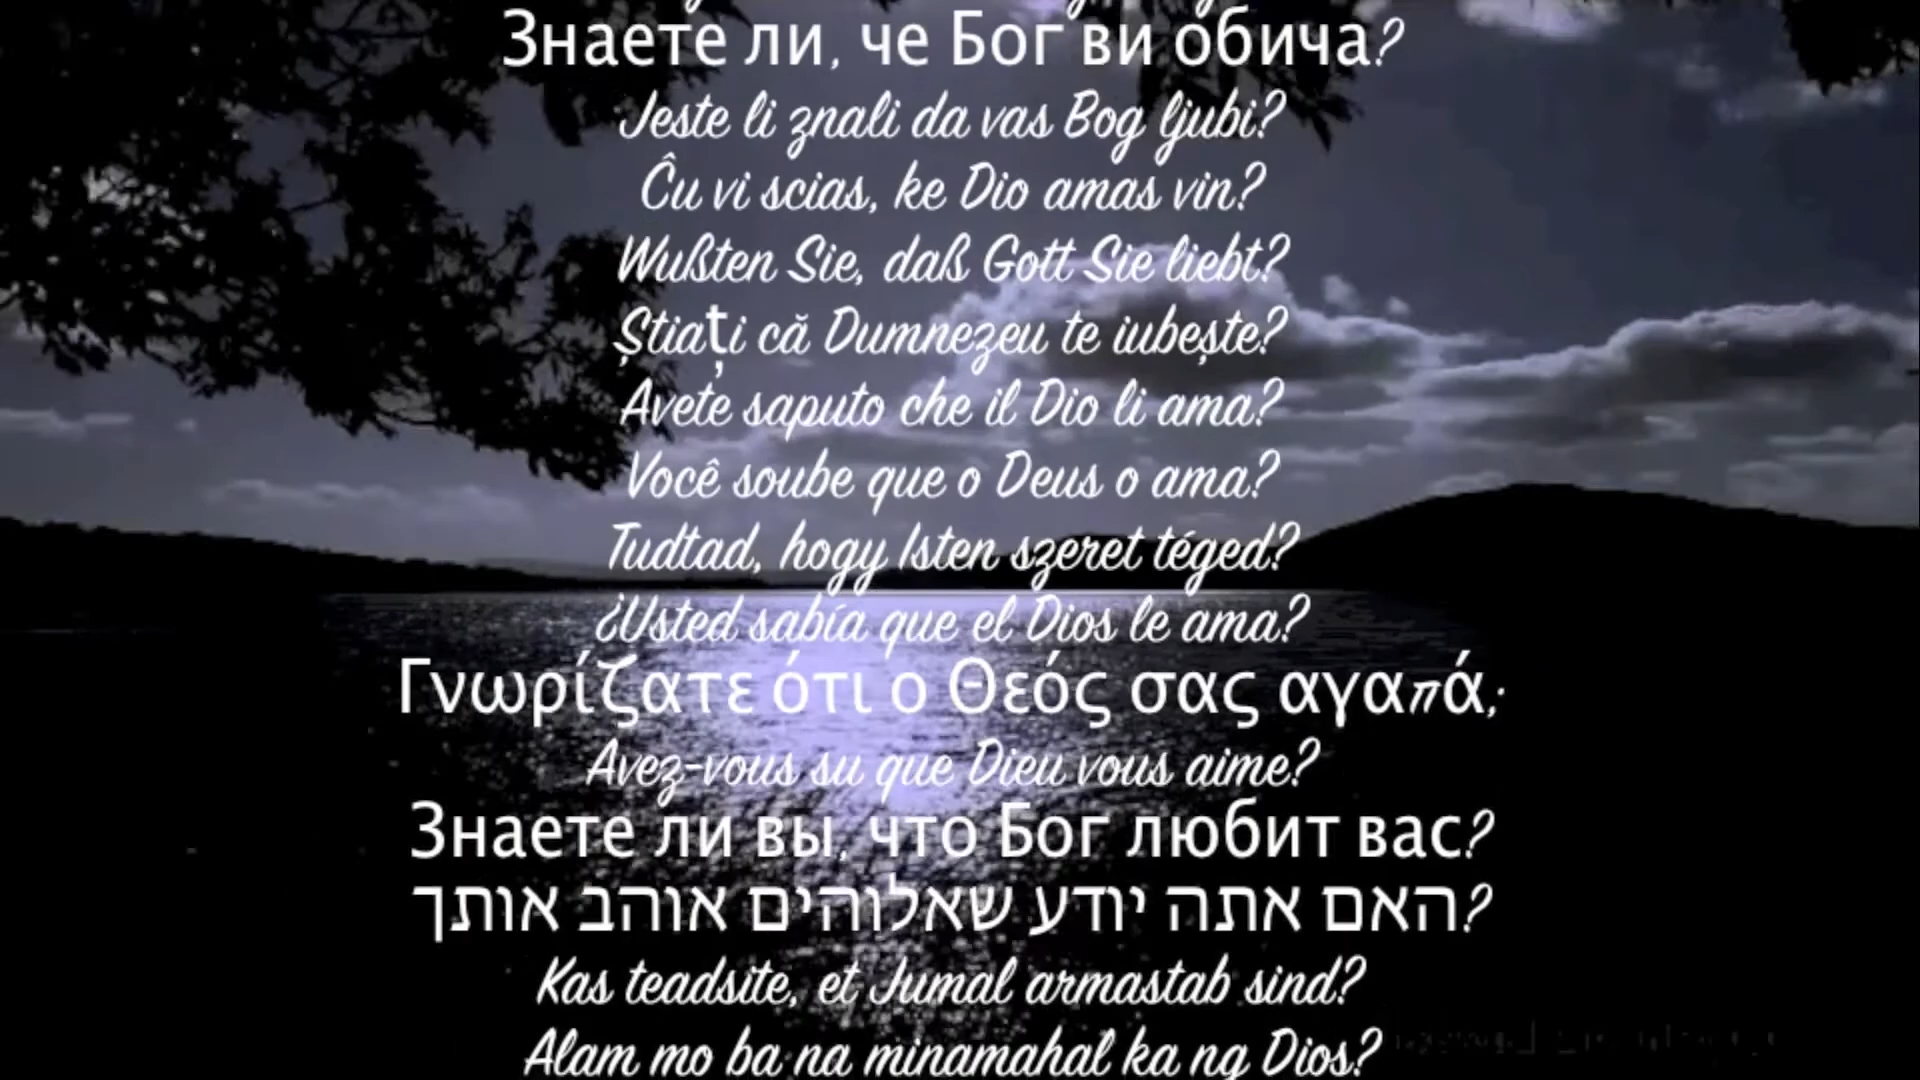 Знаете ли, че Бог ви обича?
Jeste li znali da vas Bog ljubi?
Ĉu vi scias, ke Dio amas vin?
Wußten Sie, daß Gott Sie liebt?
Știați că Dumnezeu te iubește?
Avete saputo che il Dio li ama?
Você soube que o Deus o ama?
Tudtad, hogy Isten szeret téged?
¿Usted sabía que el Dios le ama?
Γνωρίζατε ότι ο Θεός σας αγαπά;
Avez-vous su que Dieu vous aime?
Знаете ли вы, что Бог любит вас?
האם אתה יודע שאלוהים אוהב אותך?
Kas teadsite, et Jumal armastab sind?
Alam mo ba na minamahal ka ng Dios?